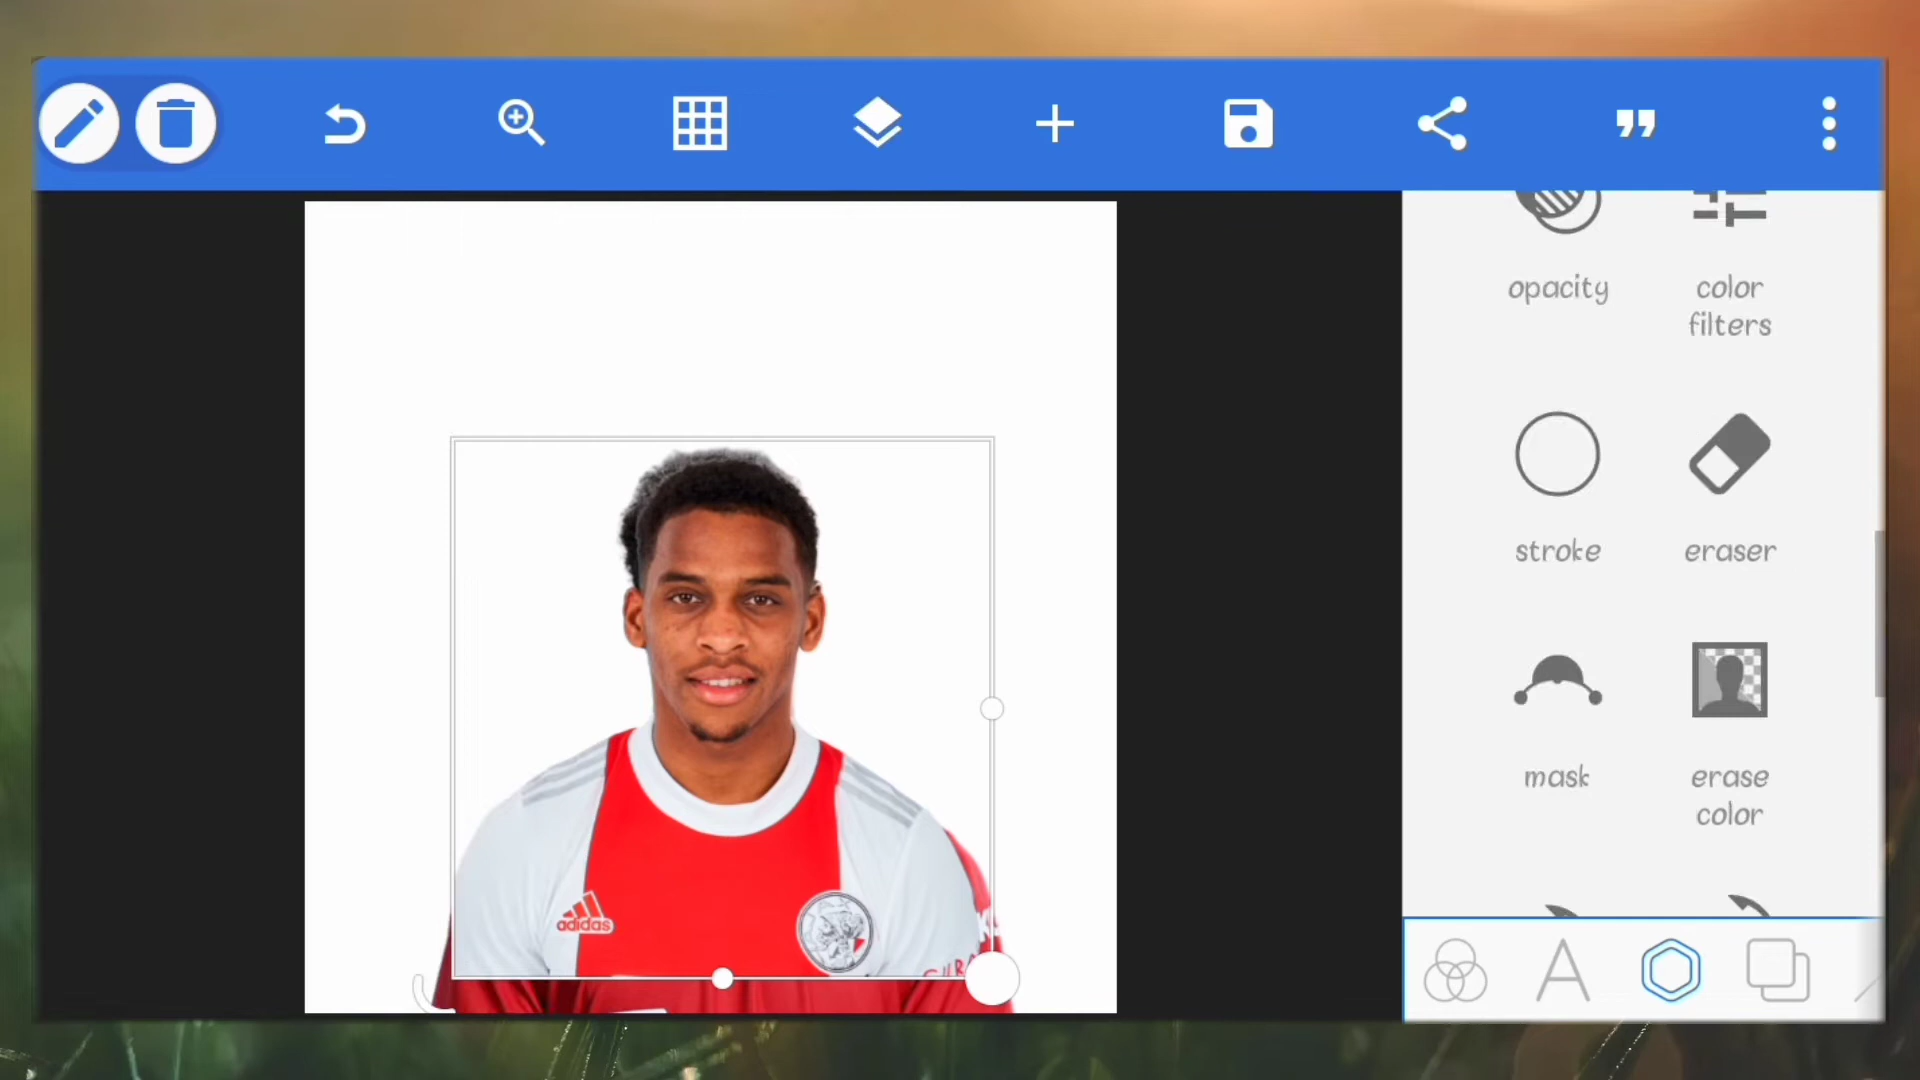 opacity
color
filters
stroke
eraser
mask
erase
color
adidas